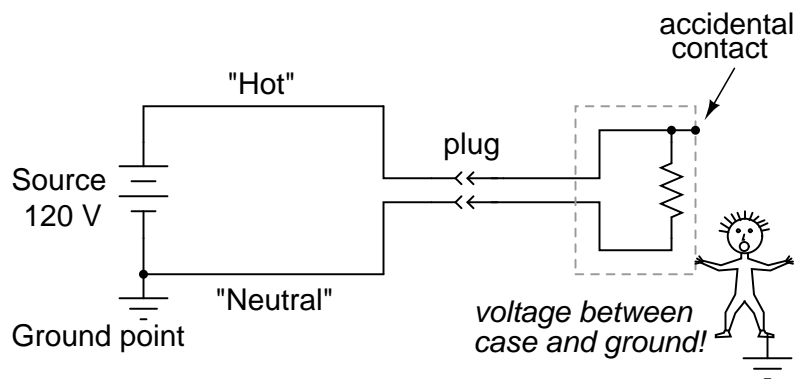 accidental
contact
"Hot"
plug
Source
120 V
"Neutral"
Ground point
voltage between
case and ground!